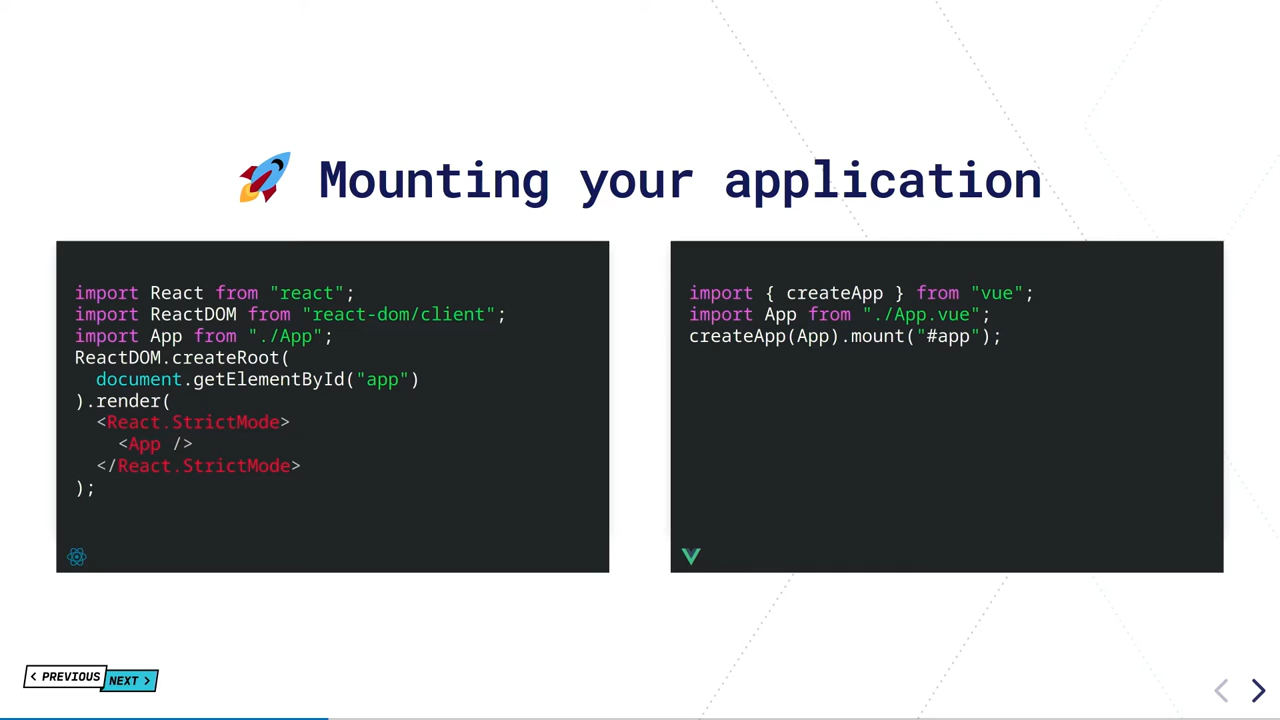 🚀 Mounting your application
import React from "react";
import ReactDOM from "react-dom/client";
import App from "./App";
ReactDOM.createRoot(
  document.getElementById("app")
).render(
  <React.StrictMode>
    <App />
  </React.StrictMode>
);
import { createApp } from "vue";
import App from "./App.vue";
createApp(App).mount("#app");
< PREVIOUS
NEXT >